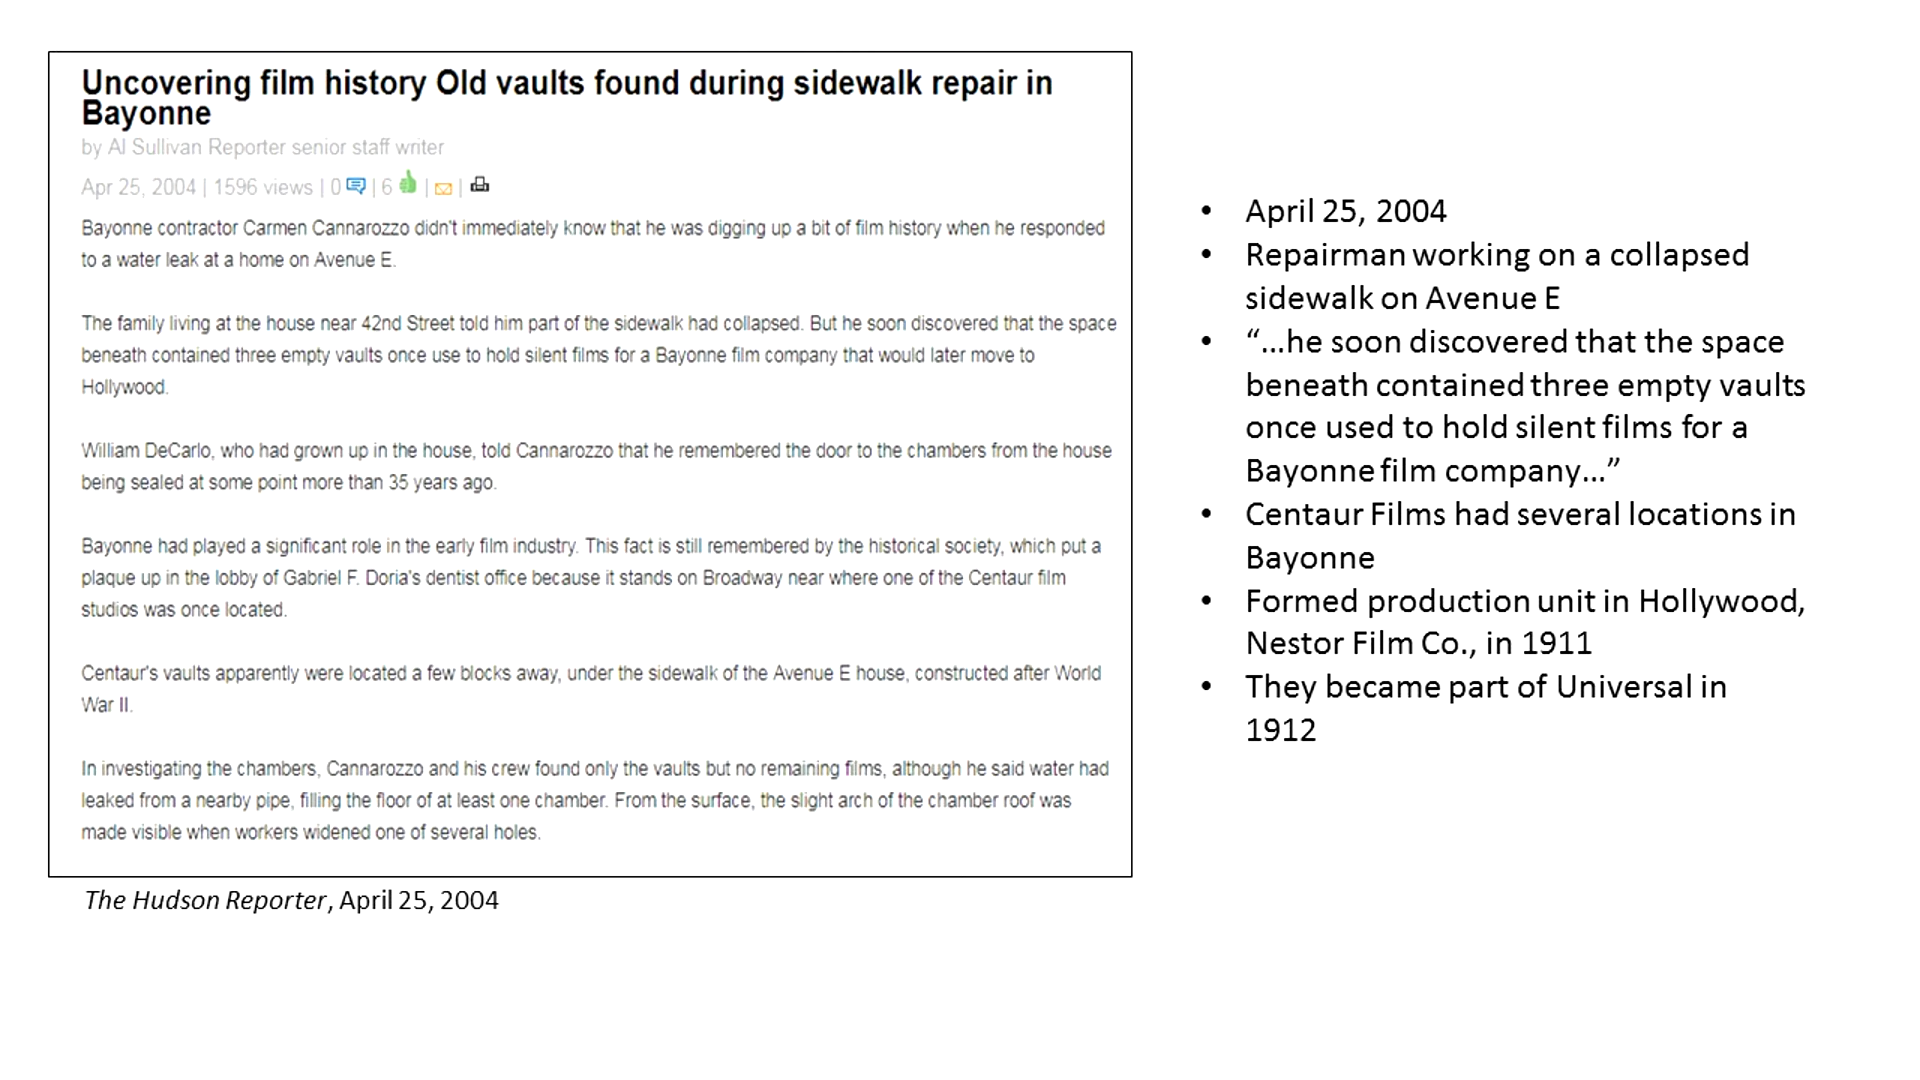 Uncovering film history Old vaults found during sidewalk repair in
Bayonne
by Al Sullivan Reporter senior staff writer
Apr 25, 2004 | 1596 views | 0 | 6 | |
Bayonne contractor Carmen Cannarozzo didn't immediately know that he was digging up a bit of film history when he responded
to a water leak at a home on Avenue E.
The family living at the house near 42nd Street told him part of the sidewalk had collapsed. But he soon discovered that the space
beneath contained three empty vaults once use to hold silent films for a Bayonne film company that would later move to
Hollywood.
William DeCarlo, who had grown up in the house, told Cannarozzo that he remembered the door to the chambers from the house
being sealed at some point more than 35 years ago.
Bayonne had played a significant role in the early film industry. This fact is still remembered by the historical society, which put a
plaque up in the lobby of Gabriel F. Doria's dentist office because it stands on Broadway near where one of the Centaur film
studios was once located.
Centaur's vaults apparently were located a few blocks away, under the sidewalk of the Avenue E house, constructed after World
War II.
In investigating the chambers, Cannarozzo and his crew found only the vaults but no remaining films, although he said water had
leaked from a nearby pipe, filling the floor of at least one chamber. From the surface, the slight arch of the chamber roof was
made visible when workers widened one of several holes.
The Hudson Reporter, April 25, 2004
• April 25, 2004
• Repairman working on a collapsed
sidewalk on Avenue E
• “…he soon discovered that the space
beneath contained three empty vaults
once used to hold silent films for a
Bayonne film company…”
• Centaur Films had several locations in
Bayonne
• Formed production unit in Hollywood,
Nestor Film Co., in 1911
• They became part of Universal in
1912